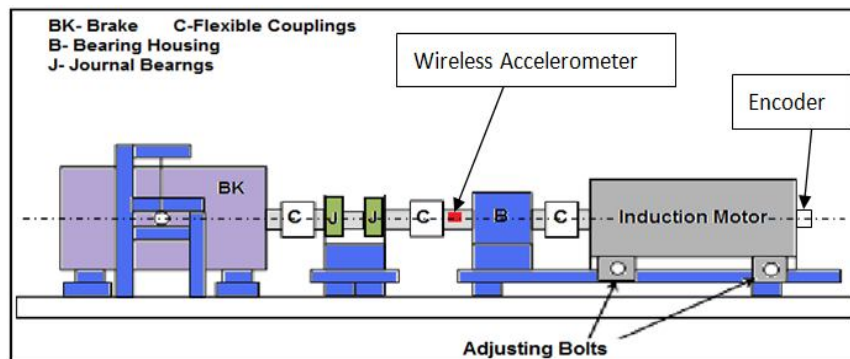 BK- Brake C-Flexible Couplings
B- Bearing Housing
J- Journal Bearngs
Wireless Accelerometer
Encoder
BK
C
J
J
C
B
C
Induction Motor
Adjusting Bolts